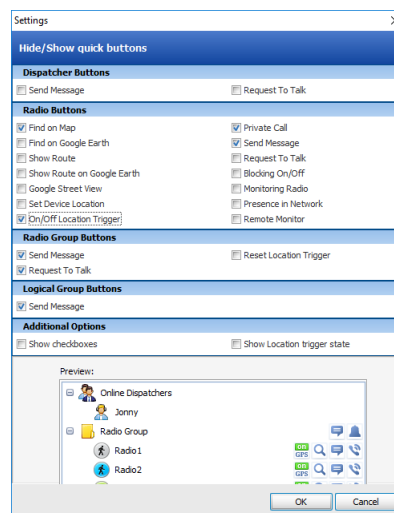 Settings
Hide/Show quick buttons
Dispatcher Buttons
Send Message Request To Talk
Radio Buttons
Find on Map Private Call
Find on Google Earth Send Message
Show Route Request To Talk
Show Route on Google Earth Blocking On/Off
Google Street View Monitoring Radio
Set Device Location Presence in Network
On/Off Location Trigger Remote Monitor
Radio Group Buttons
Send Message Reset Location Trigger
Request To Talk
Logical Group Buttons
Send Message
Additional Options
Show checkboxes Show Location trigger state
Preview:
Online Dispatchers
Jonny
Radio Group
Radio1 on GPS
Radio2 on GPS
on
OK Cancel